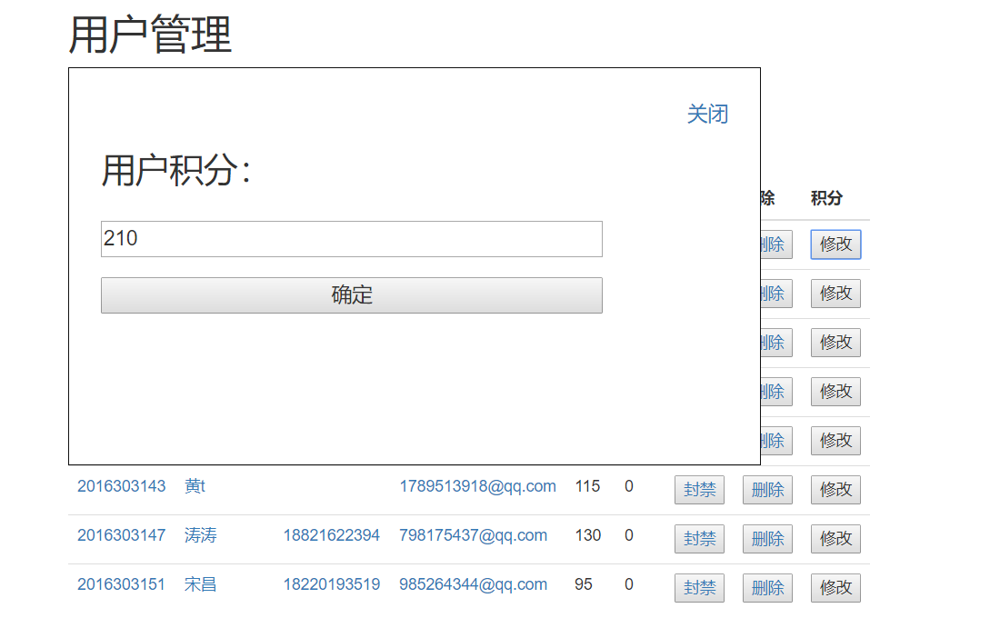 用户管理
关闭
用户积分：
除 积分
210
删除 修改
确定
删除 修改
删除 修改
删除 修改
删除 修改
2016303143 黄t 1789513918@qq.com 115 0 封禁 删除 修改
2016303147 涛涛 18821622394 798175437@qq.com 130 0 封禁 删除 修改
2016303151 宋昌 18220193519 985264344@qq.com 95 0 封禁 删除 修改